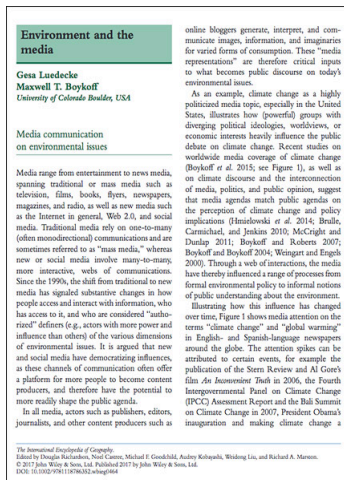 Environment and the
media
Gesa Luedecke
Maxwell T. Boykoff
University of Colorado Boulder, USA
Media communication
on environmental issues
Media range from entertainment to news media,
spanning traditional or mass media such as
television, films, books, flyers, newspapers,
magazines, and radio, as well as new media such
as the Internet in general, Web 2.0, and social
media. Traditional media rely on one-to-many
(often monodirectional) communications and are
sometimes referred to as “mass media,” whereas
new or social media involve many-to-many,
more interactive, webs of communications.
Since the 1990s, the shift from traditional to new
media has signaled substantive changes in how
people access and interact with information, who
has access to it, and who are considered “autho-
rized” definers (e.g., actors with more power and
influence than others) of the various dimensions
of environmental issues. It is argued that new
and social media have democratizing influences,
as these channels of communication often offer
a platform for more people to become content
producers, and therefore have the potential to
more readily shape the public agenda.
In all media, actors such as publishers, editors,
journalists, and other content producers such as
online bloggers generate, interpret, and com-
municate images, information, and imaginaries
for varied forms of consumption. These “media
representations” are therefore critical inputs
to what becomes public discourse on today’s
environmental issues.
As an example, climate change as a highly
politicized media topic, especially in the United
States, illustrates how (powerful) groups with
diverging political ideologies, worldviews, or
economic interests heavily influence the public
debate on climate change. Recent studies on
worldwide media coverage of climate change
(Boykoff et al. 2015; see Figure 1), as well as
on climate discourse and the interconnection
of media, politics, and public opinion, suggest
that media agendas match public agendas on
the perception of climate change and policy
implications (Hmielowski et al. 2014; Brulle,
Carmichael, and Jenkins 2010; McCright and
Dunlap 2011; Boykoff and Roberts 2007;
Boykoff and Boykoff 2004; Weingart and Engels
2000). Through a web of interactions, the media
have thereby influenced a range of processes from
formal environmental policy to informal notions
of public understanding about the environment.
Illustrating how this influence has changed
over time, Figure 1 shows media attention on the
terms “climate change” and “global warming”
in English- and Spanish-language newspapers
around the globe. The attention spikes can be
attributed to certain events, for example the
publication of the Stern Review and Al Gore’s
film An Inconvenient Truth in 2006, the Fourth
Intergovernmental Panel on Climate Change
(IPCC) Assessment Report and the Bali Summit
on Climate Change in 2007, President Obama’s
inauguration and making climate change a
The International Encyclopedia of Geography.
Edited by Douglas Richardson, Noel Castree, Michael F. Goodchild, Audrey Kobayashi, Weidong Liu, and Richard A. Marston.
© 2017 John Wiley & Sons, Ltd. Published 2017 by John Wiley & Sons, Ltd.
DOI: 10.1002/9781118786352.wbieg0464